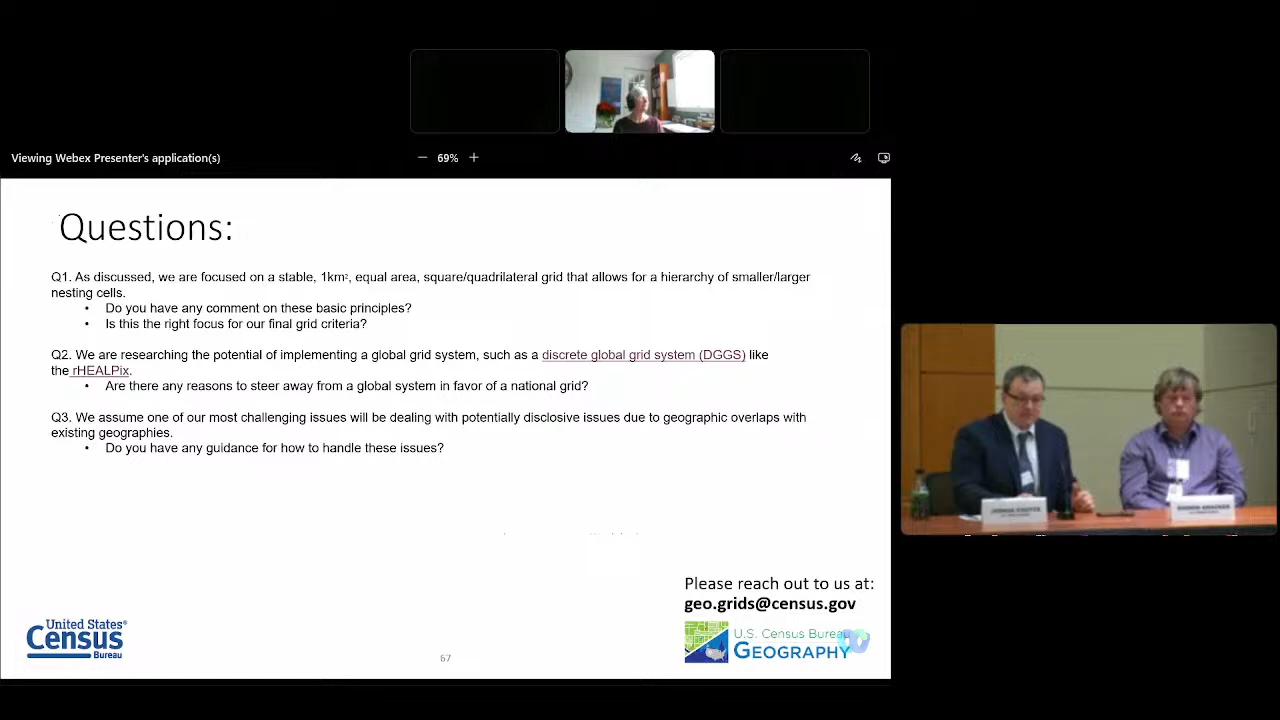 Viewing Webex Presenter's application(s)
69%
Questions:
Q1. As discussed, we are focused on a stable, 1km², equal area, square/quadrilateral grid that allows for a hierarchy of smaller/larger
nesting cells.
• Do you have any comment on these basic principles?
• Is this the right focus for our final grid criteria?
Q2. We are researching the potential of implementing a global grid system, such as a discrete global grid system (DGGS) like
the rHEALPix.
• Are there any reasons to steer away from a global system in favor of a national grid?
Q3. We assume one of our most challenging issues will be dealing with potentially disclosive issues due to geographic overlaps with
existing geographies.
• Do you have any guidance for how to handle these issues?
Please reach out to us at:
geo.grids@census.gov
United States®
Census
Bureau
67
U.S. Census Bureau
GEOGRAPHY